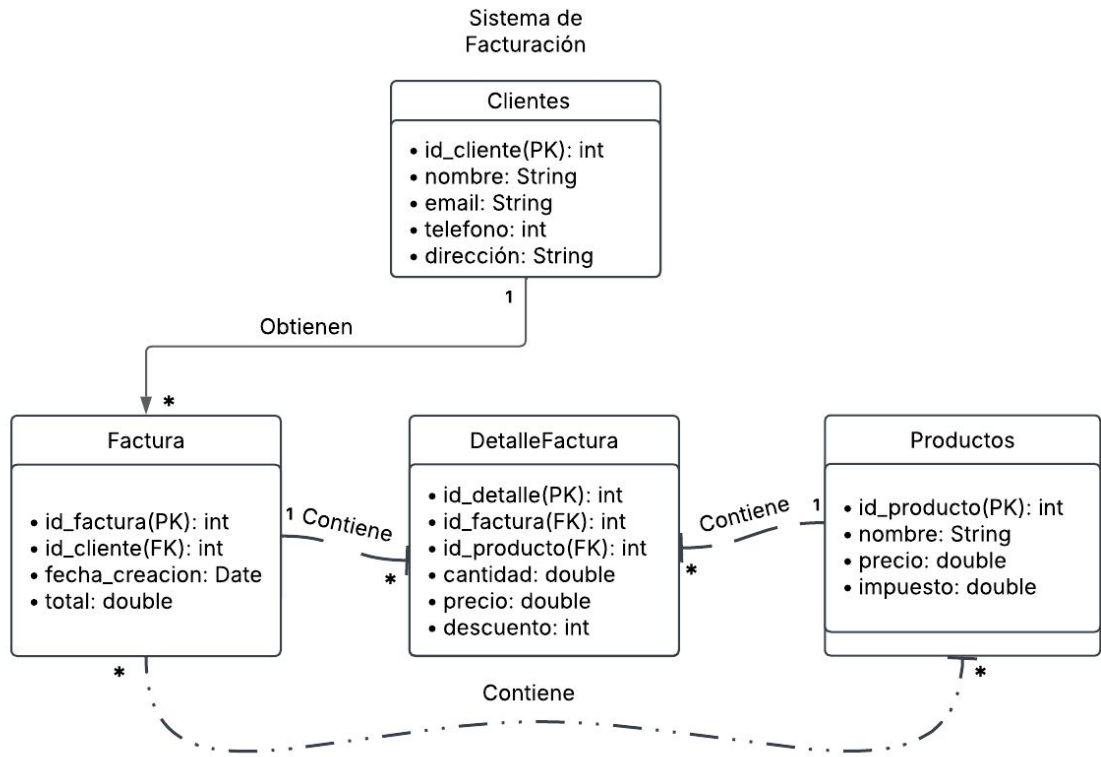 Sistema de
Facturación
Clientes
• id_cliente(PK): int
• nombre: String
• email: String
• telefono: int
• dirección: String
1
Obtienen
*
Factura
• id_factura(PK): int
• id_cliente(FK): int
• fecha_creacion: Date
• total: double
1 Contiene
*
DetalleFactura
• id_detalle(PK): int
• id_factura(FK): int
• id_producto(FK): int
• cantidad: double
• precio: double
• descuento: int
Contiene 1
*
Productos
• id_producto(PK): int
• nombre: String
• precio: double
• impuesto: double
*
Contiene
*